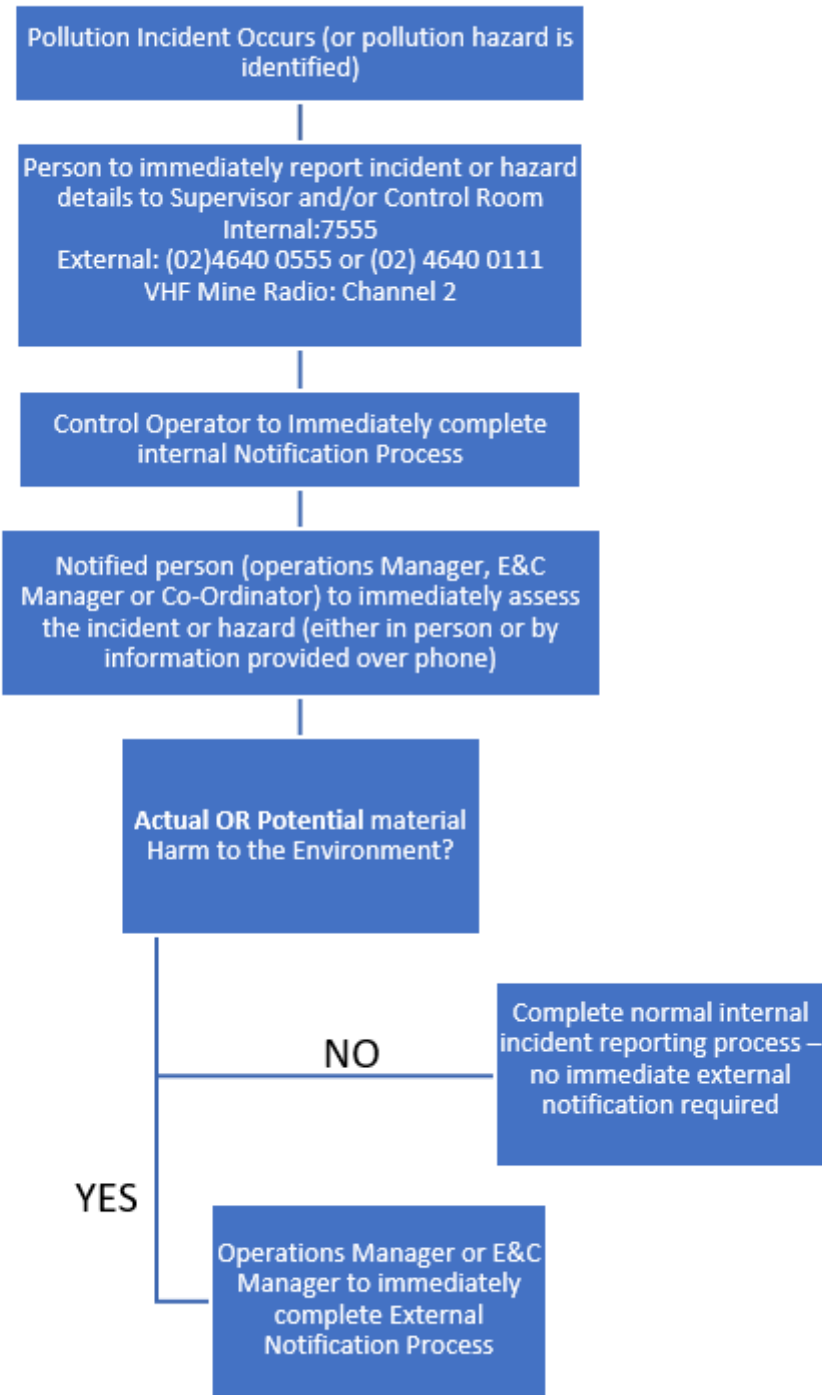 Pollution Incident Occurs (or pollution hazard is
identified)
Person to immediately report incident or hazard
details to Supervisor and/or Control Room
Internal:7555
External: (02)4640 0555 or (02) 4640 0111
VHF Mine Radio: Channel 2
Control Operator to Immediately complete
internal Notification Process
Notified person (operations Manager, E&C
Manager or Co-Ordinator) to immediately assess
the incident or hazard (either in person or by
information provided over phone)
Actual OR Potential material
Harm to the Environment?
NO
Complete normal internal
incident reporting process –
no immediate external
notification required
YES
Operations Manager or E&C
Manager to immediately
complete External
Notification Process